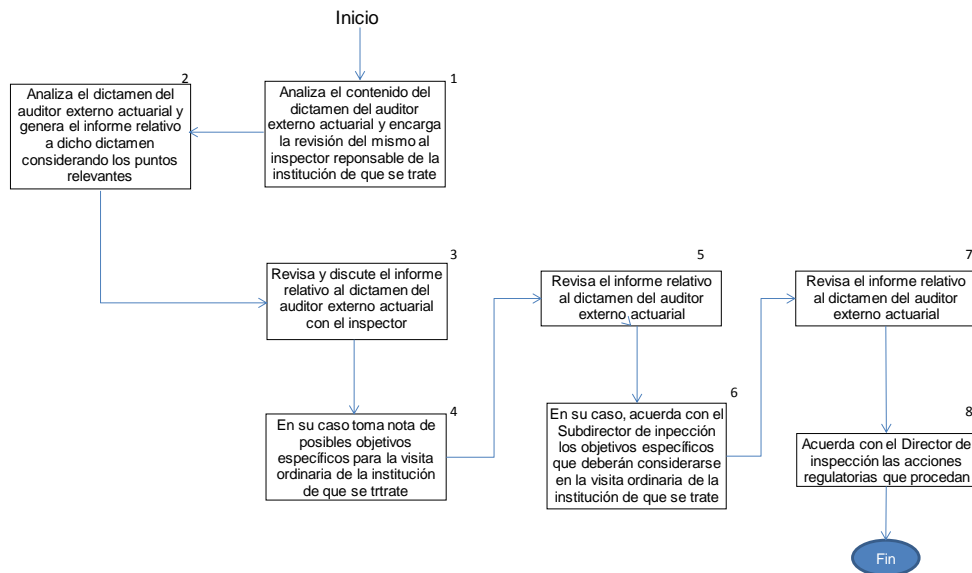 Inicio
1
Analiza el contenido del
dictamen del auditor
externo actuarial y encarga
la revisión del mismo al
inspector reponsable de la
institución de que se trate
2
Analiza el dictamen del
auditor externo actuarial y
genera el informe relativo
a dicho dictamen
considerando los puntos
relevantes
3
Revisa y discute el informe
relativo al dictamen del
auditor externo actuarial
con el inspector
4
En su caso toma nota de
posibles objetivos
específicos para la visita
ordinaria de la institución
de que se trtrate
5
Revisa el informe relativo
al dictamen del auditor
externo actuarial
6
En su caso, acuerda con el
Subdirector de inpección
los objetivos específicos
que deberán considerarse
en la visita ordinaria de la
institución de que se trate
7
Revisa el informe relativo
al dictamen del auditor
externo actuarial
8
Acuerda con el Director de
inspección las acciones
regulatorias que procedan
Fin